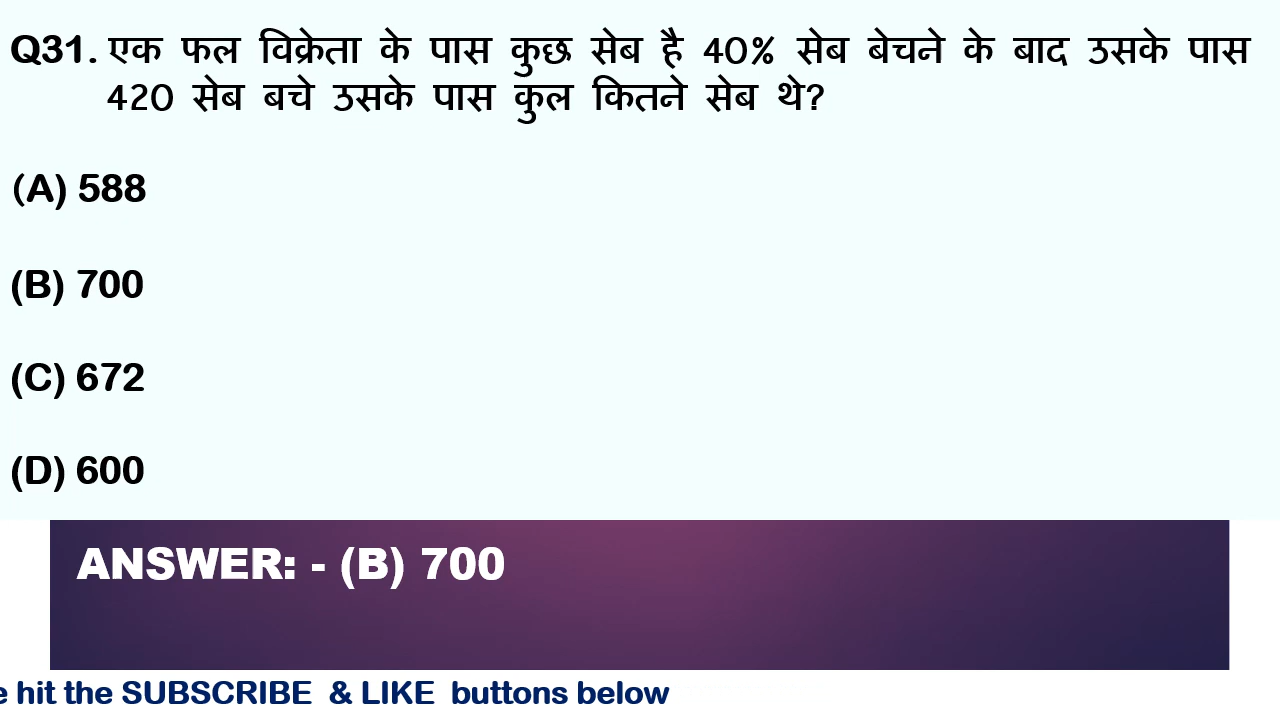 Q31. एक फल विक्रेता के पास कुछ सेब है 40% सेब बेचने के बाद उसके पास
420 सेब बचे उसके पास कुल कितने सेब थे?
(A) 588
(B) 700
(C) 672
(D) 600
ANSWER: - (B) 700
e hit the SUBSCRIBE & LIKE buttons below